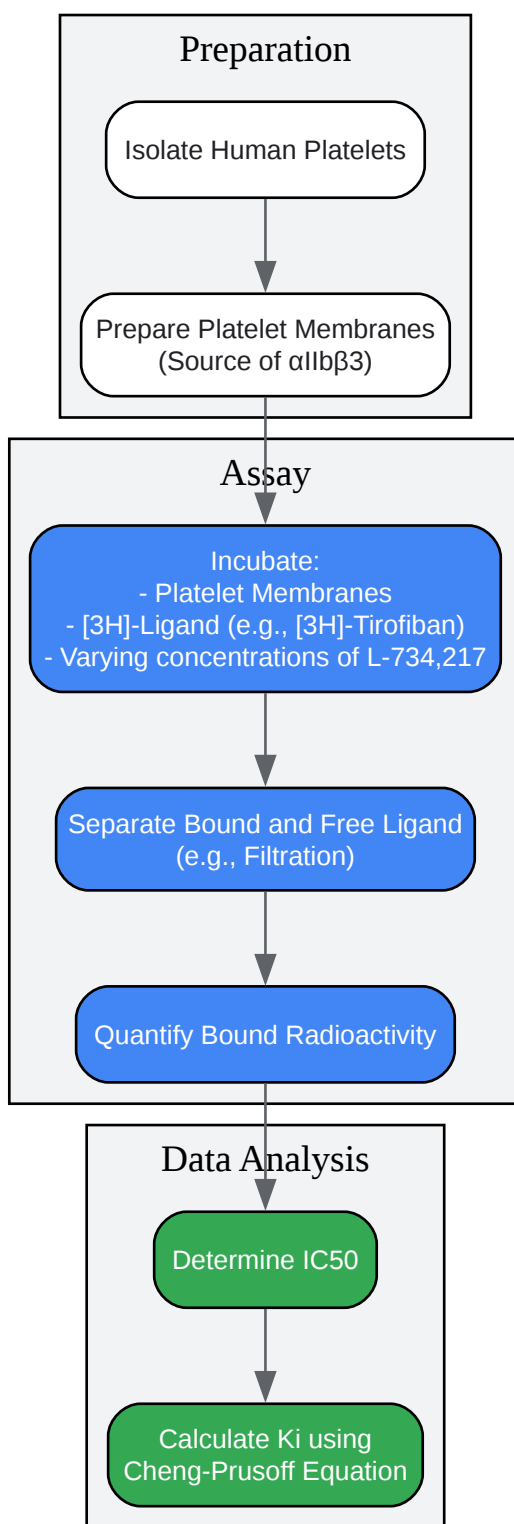 Preparation
Isolate Human Platelets
Prepare Platelet Membranes
(Source of αIIbβ3)
Assay
Incubate:
- Platelet Membranes
- [3H]-Ligand (e.g., [3H]-Tirofiban)
- Varying concentrations of L-734,217
Separate Bound and Free Ligand
(e.g., Filtration)
Quantify Bound Radioactivity
Data Analysis
Determine IC50
Calculate Ki using
Cheng-Prusoff Equation